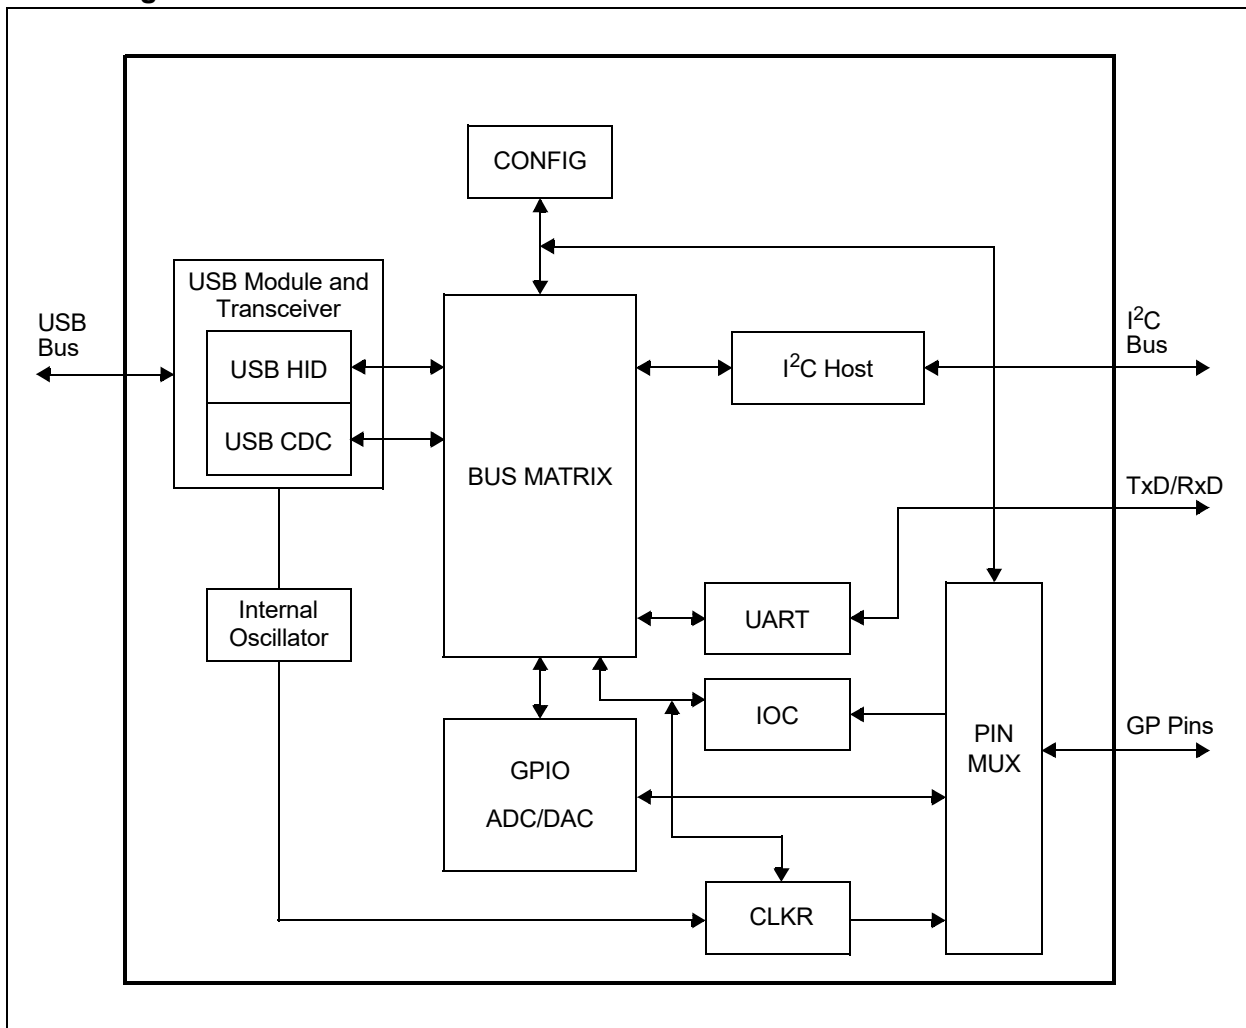 CONFIG
USB Module and
Transceiver
USB
Bus
USB HID
USB CDC
BUS MATRIX
I²C Host
I²C
Bus
TxD/RxD
Internal
Oscillator
UART
IOC
PIN
MUX
GP Pins
GPIO
ADC/DAC
CLKR